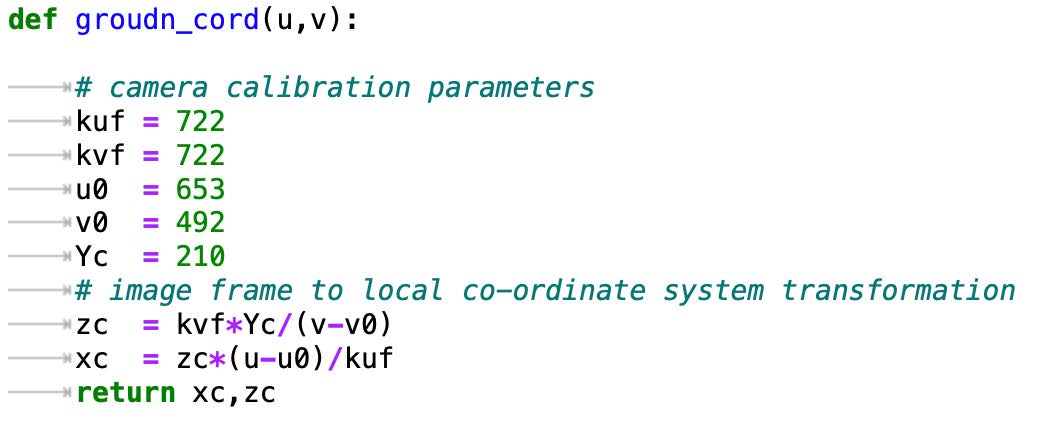 def groudn_cord(u,v):
# camera calibration parameters
kuf = 722
kvf = 722
u0  = 653
v0  = 492
Yc  = 210
# image frame to local co-ordinate system transformation
zc  = kvf*Yc/(v-v0)
xc  = zc*(u-u0)/kuf
return xc,zc